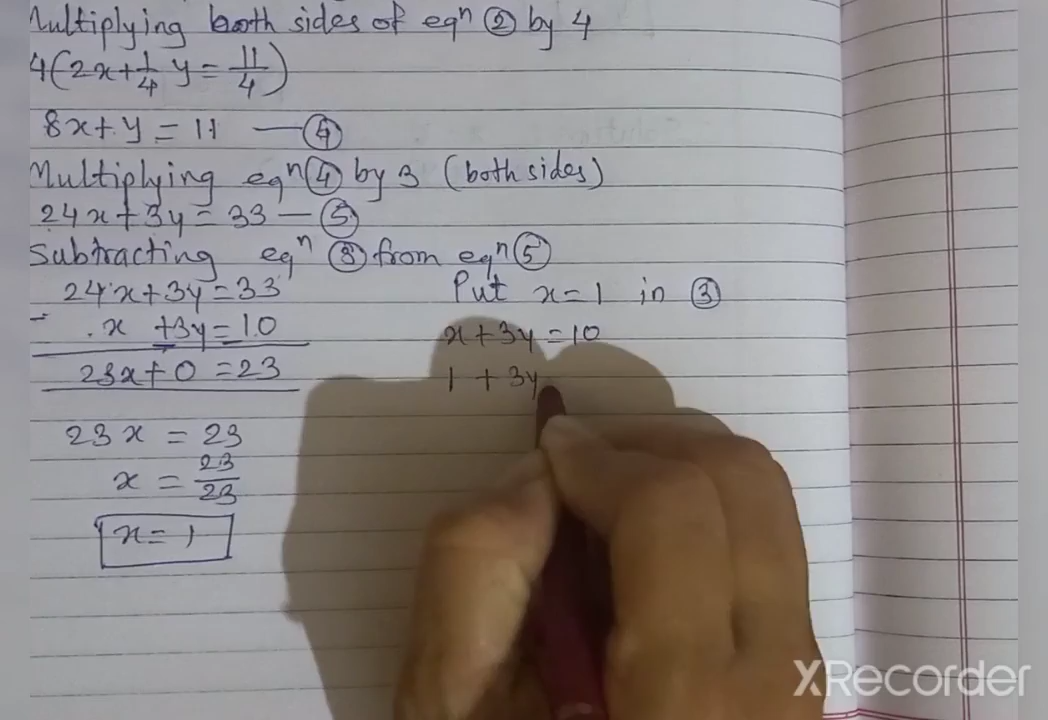 Multiplying both sides of eqⁿ ② by 4
4(2x+1/4 y = 11/4)
8x+y = 11 — ④
Multiplying eqⁿ ④ by 3 (both sides)
24x+3y = 33 — ⑤
Subtracting eqⁿ ③ from eqⁿ ⑤
24x+3y=33
- x +3y=10
23x+0 =23
23x = 23
x = 23/23
x = 1
Put x=1 in ③
x+3y=10
1 + 3y
XRecorder